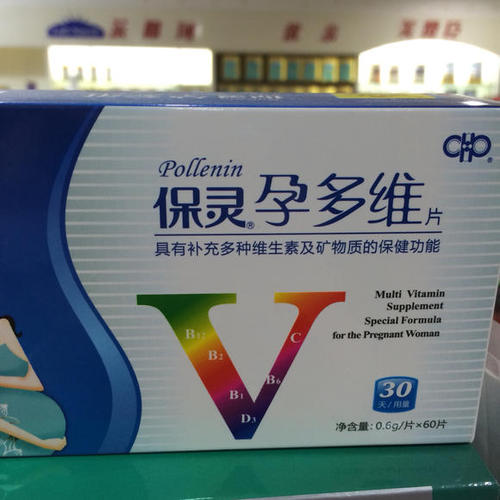 CHO
Pollenin
保灵®孕多维片
具有补充多种维生素及矿物质的保健功能
Multi Vitamin
Supplement
Special Formula
for the Pregnant Woman
B12
B2
C
B6
B1
D3
30
天/用量
净含量: 0.6g/片×60片